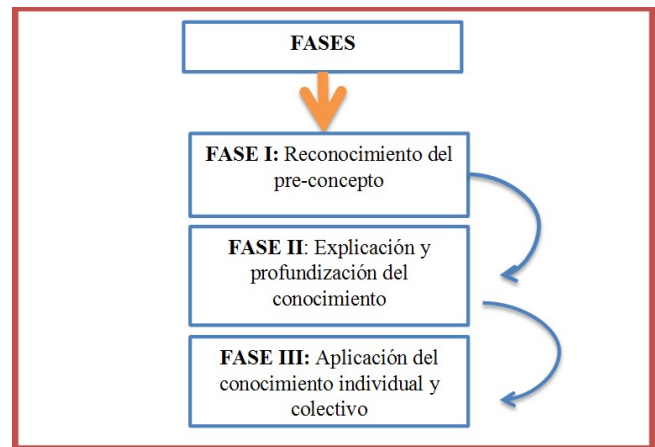 FASES
FASE I: Reconocimiento del
pre-concepto
FASE II: Explicación y
profundización del
conocimiento
FASE III: Aplicación del
conocimiento individual y
colectivo